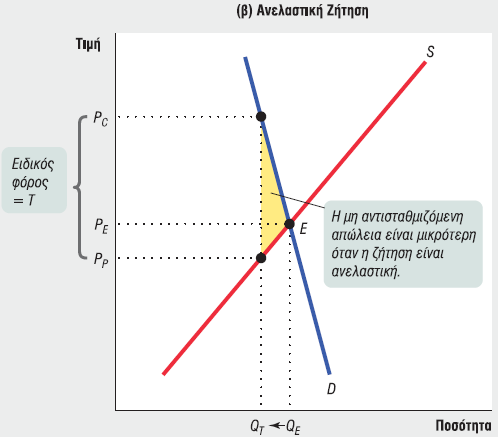 (β) Ανελαστική Ζήτηση
Τιμή
S
P_C
Ειδικός
φόρος
= T
P_E
E
Η μη αντισταθμιζόμενη
απώλεια είναι μικρότερη
όταν η ζήτηση είναι
ανελαστική.
P_P
D
Q_T ← Q_E
Ποσότητα